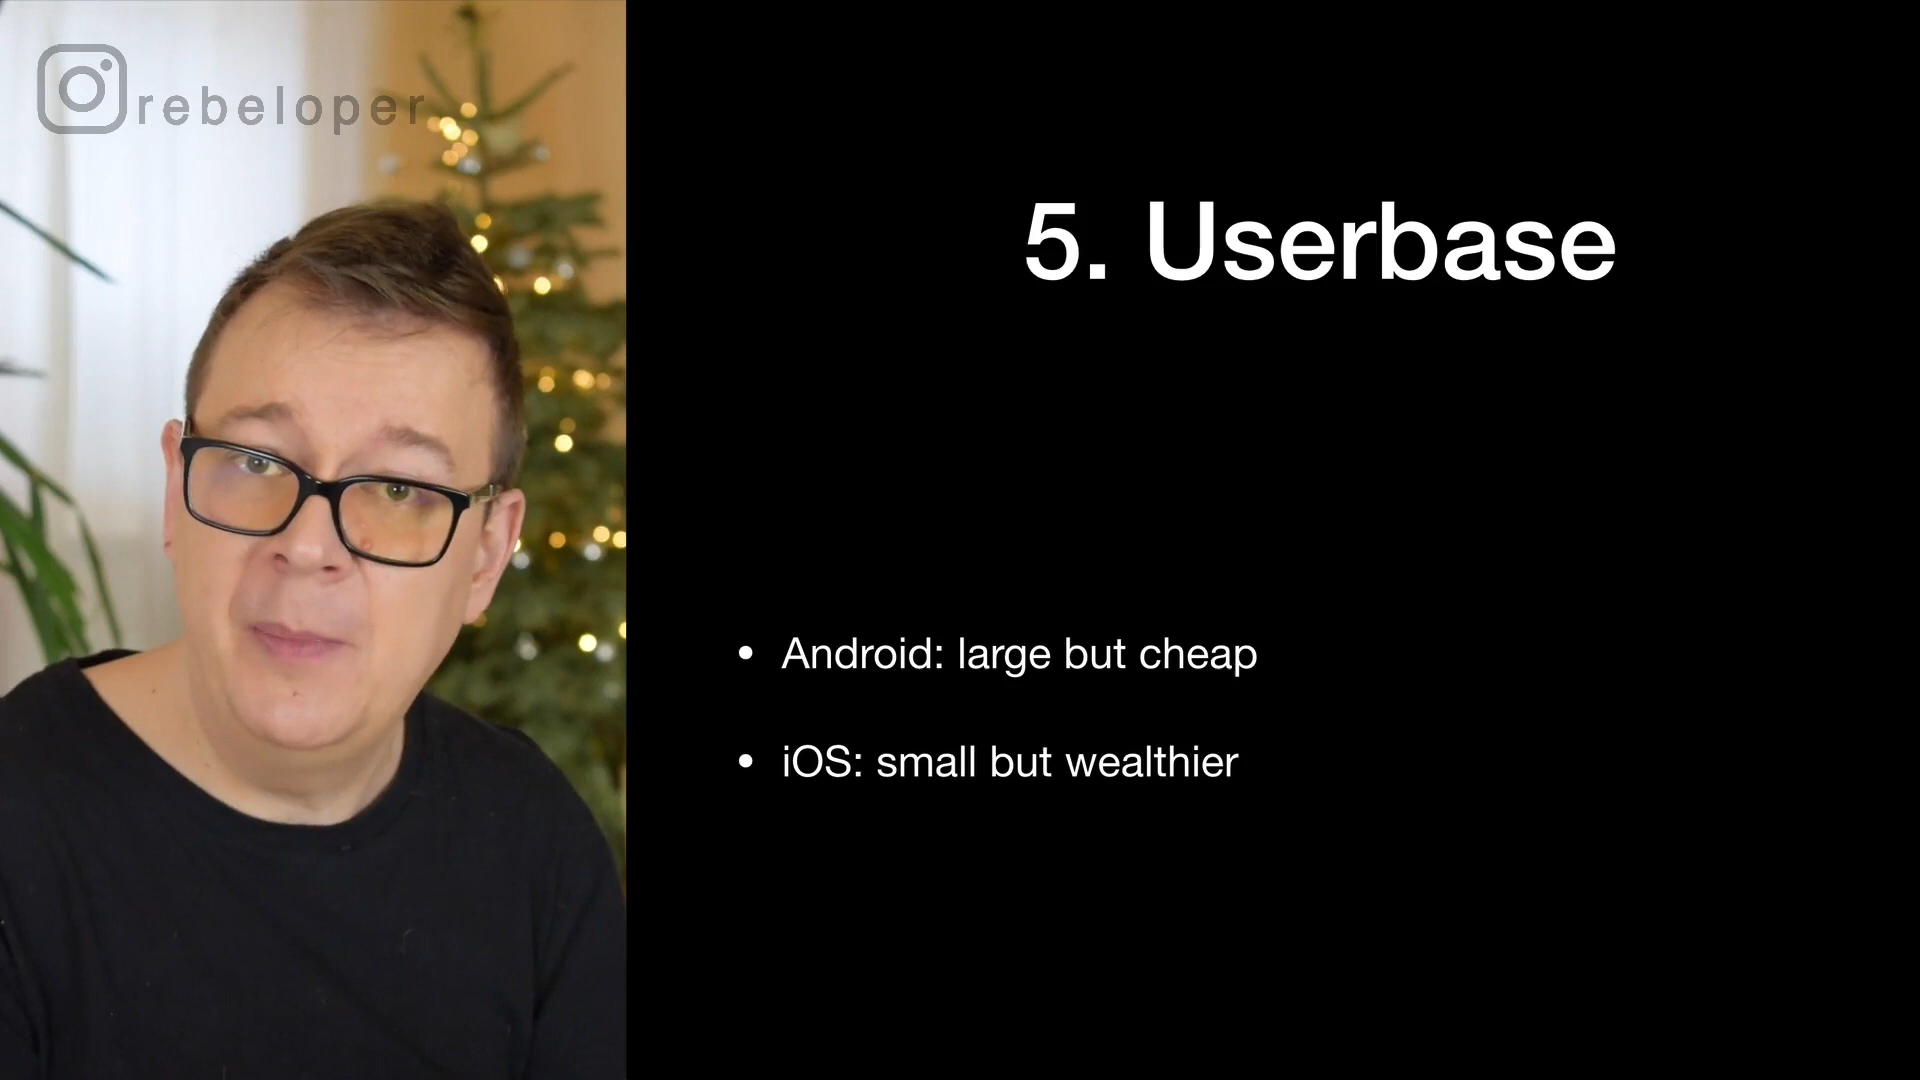 rebeloper
5. Userbase
• Android: large but cheap
• iOS: small but wealthier